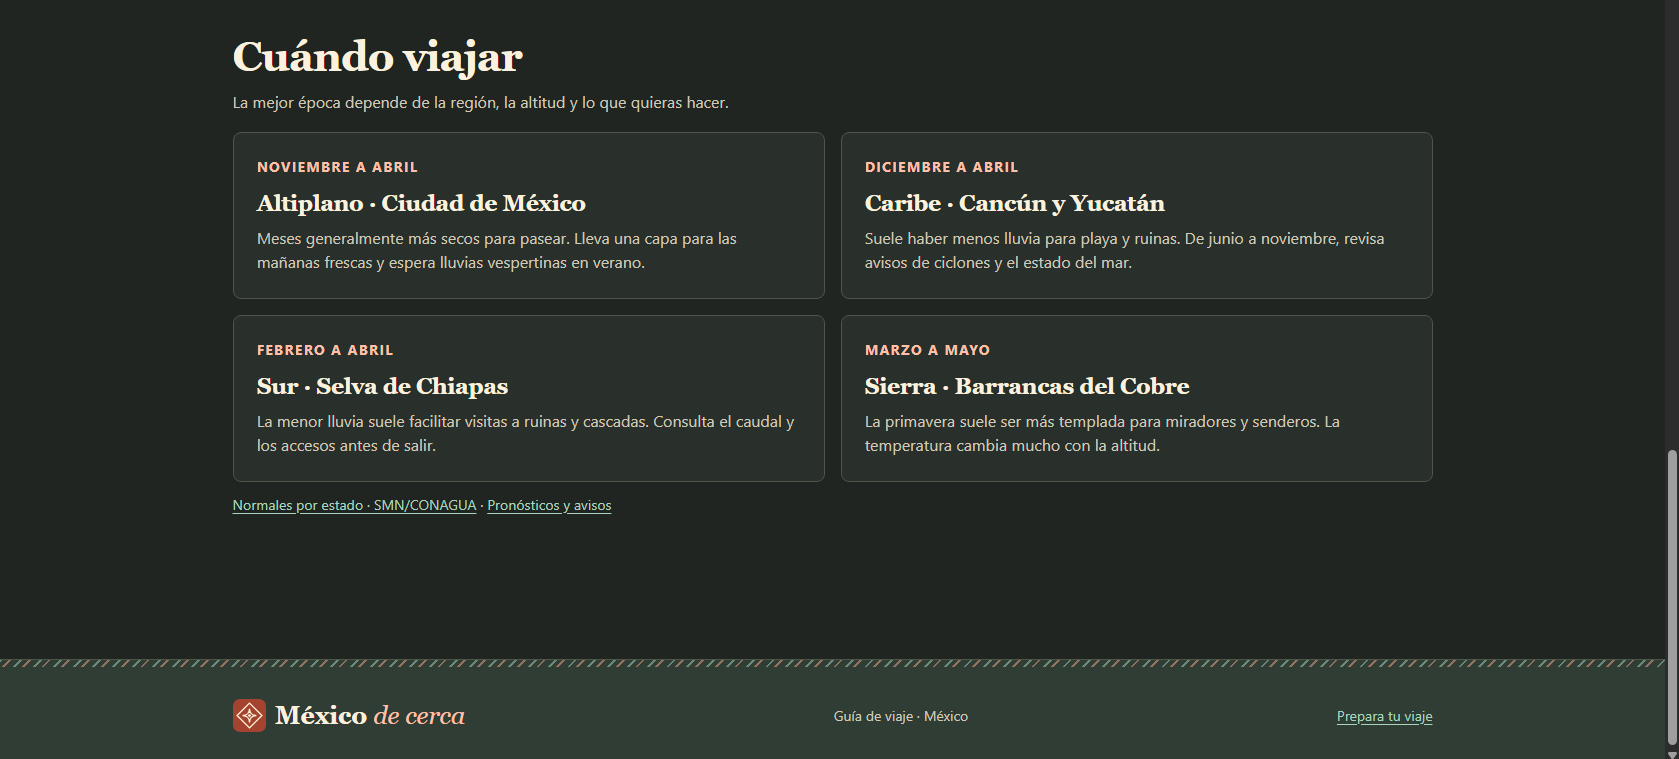 Cuándo viajar
La mejor época depende de la región, la altitud y lo que quieras hacer.
NOVIEMBRE A ABRIL
Altiplano · Ciudad de México
Meses generalmente más secos para pasear. Lleva una capa para las
mañanas frescas y espera lluvias vespertinas en verano.
DICIEMBRE A ABRIL
Caribe · Cancún y Yucatán
Suele haber menos lluvia para playa y ruinas. De junio a noviembre, revisa
avisos de ciclones y el estado del mar.
FEBRERO A ABRIL
Sur · Selva de Chiapas
La menor lluvia suele facilitar visitas a ruinas y cascadas. Consulta el caudal y
los accesos antes de salir.
MARZO A MAYO
Sierra · Barrancas del Cobre
La primavera suele ser más templada para miradores y senderos. La
temperatura cambia mucho con la altitud.
Normales por estado · SMN/CONAGUA · Pronósticos y avisos
México de cerca
Guía de viaje · México
Prepara tu viaje